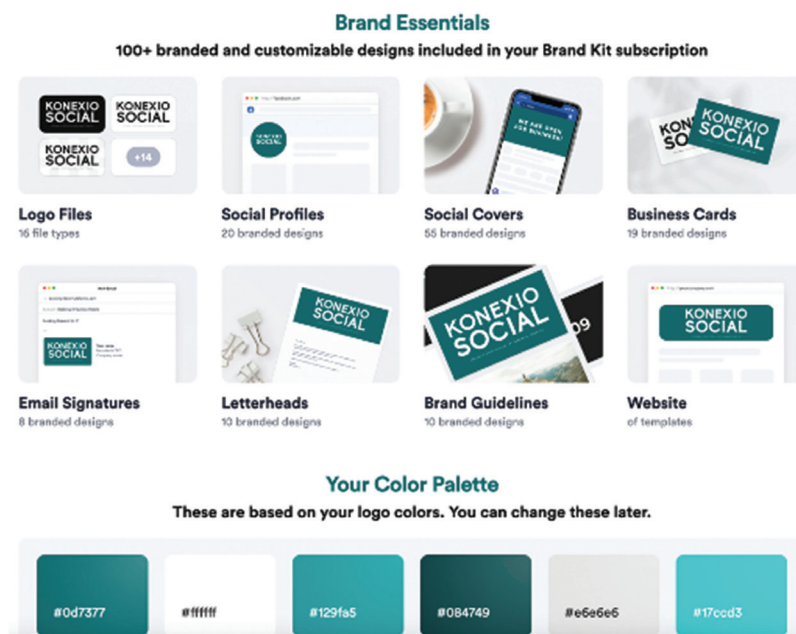 Brand Essentials
100+ branded and customizable designs included in your Brand Kit subscription
KONEXIO
SOCIAL
KONEXIO
SOCIAL
KONEXIO
SOCIAL
+14
KONEXIO
SOCIAL
WE ARE OPEN
FOR BUSINESS!
KON
SO
KONEXIO
SOCIAL
Logo Files
16 file types
Social Profiles
20 branded designs
Social Covers
55 branded designs
Business Cards
19 branded designs
KONEXIO
SOCIAL
KONEXIO
SOCIAL
KONEXIO
SOCIAL
09
KONEXIO
SOCIAL
Email Signatures
8 branded designs
Letterheads
10 branded designs
Brand Guidelines
10 branded designs
Website
of templates
Your Color Palette
These are based on your logo colors. You can change these later.
#0d7377
#ffffff
#129fa5
#084749
#e6e6e6
#17ccd3